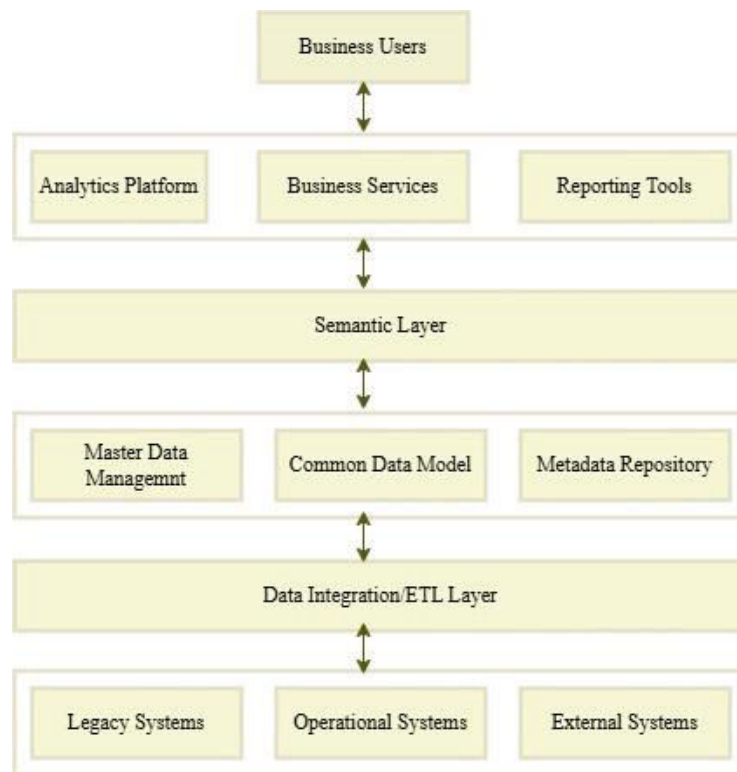 Business Users
Analytics Platform
Business Services
Reporting Tools
Semantic Layer
Master Data
Managemnt
Common Data Model
Metadata Repository
Data Integration/ETL Layer
Legacy Systems
Operational Systems
External Systems